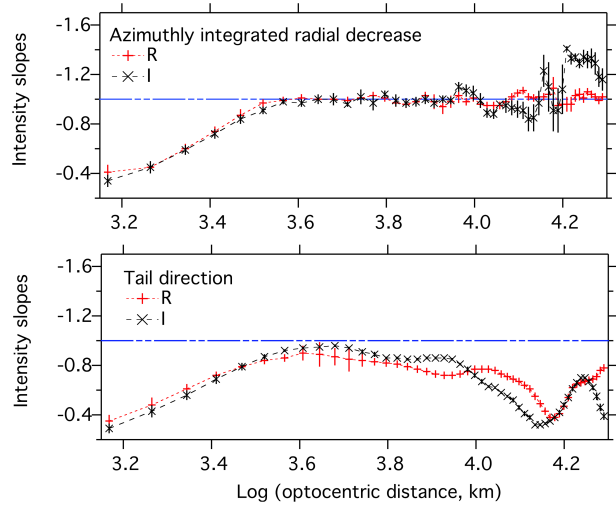 -1.6
Azimuthly integrated radial decrease
R
I
-1.2
-0.8
-0.4
Intensity slopes
3.2 3.4 3.6 3.8 4.0 4.2
-1.6
Tail direction
R
I
-1.2
-0.8
-0.4
Intensity slopes
3.2 3.4 3.6 3.8 4.0 4.2
Log (optocentric distance, km)